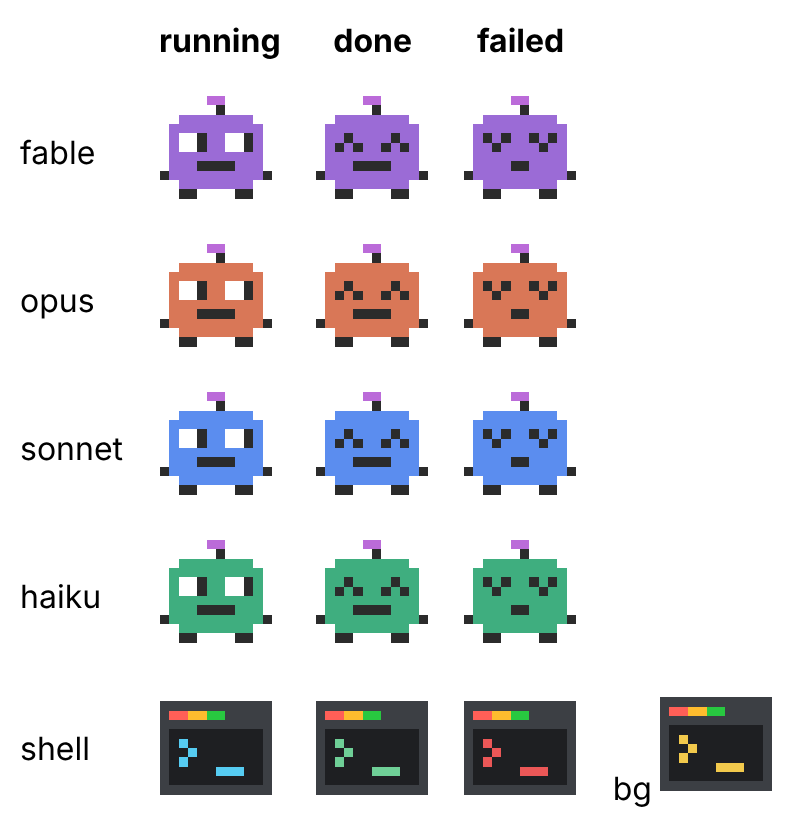 running done failed
fable
opus
sonnet
haiku
shell
bg